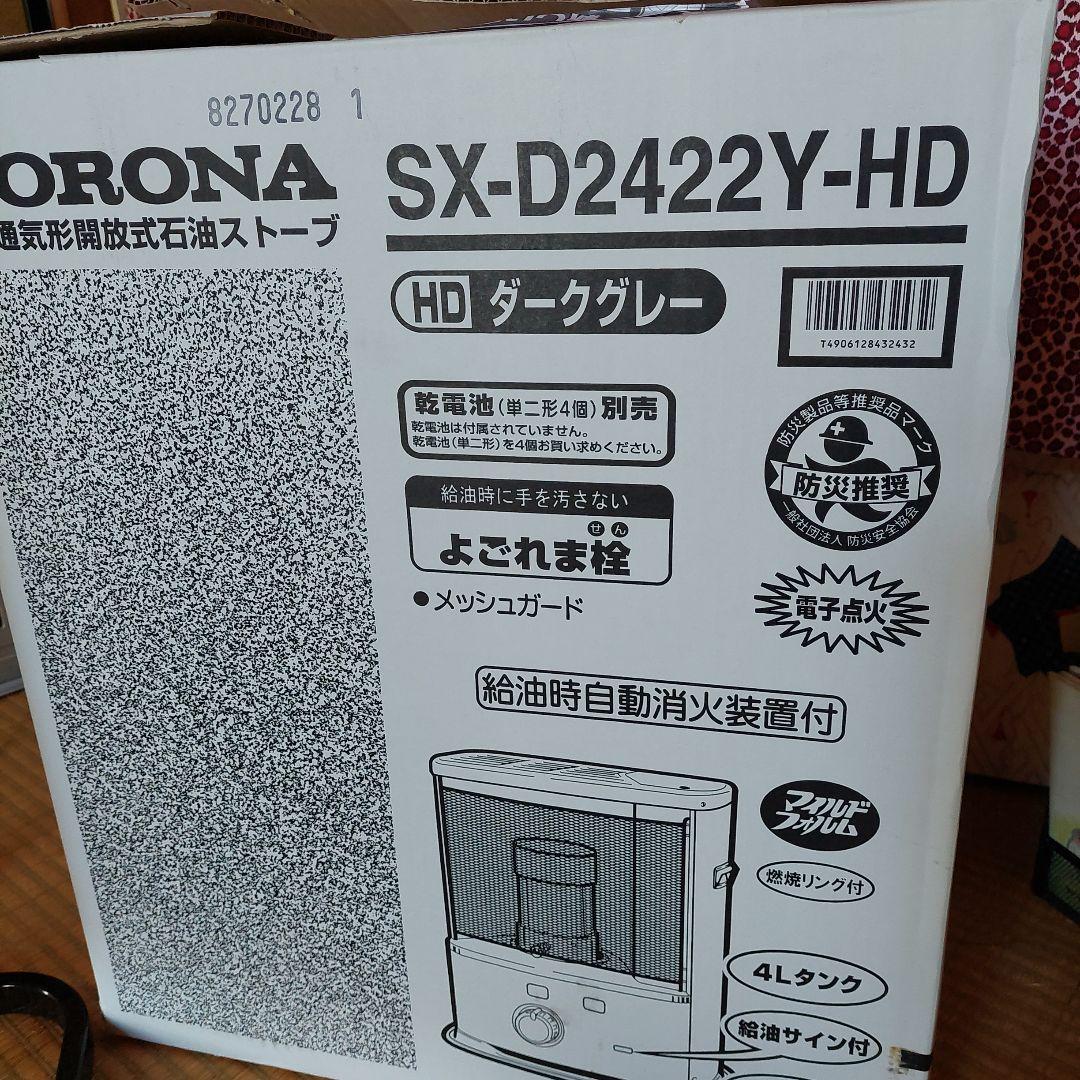 8270228 1
ORONA
SX-D2422Y-HD
通気形開放式石油ストーブ
HD ダークグレー
T4906128432432
乾電池(単二形4個)別売
乾電池は付属されていません。
乾電池(単二形)を4個お買い求めください。
防災製品等推奨品マーク
防災推奨
一般社団法人 防災安全協会
給油時に手を汚さない
せん
よごれま栓
●メッシュガード
電子点火
給油時自動消火装置付
マイルド
フォルム
燃焼リング付
4Lタンク
給油サイン付